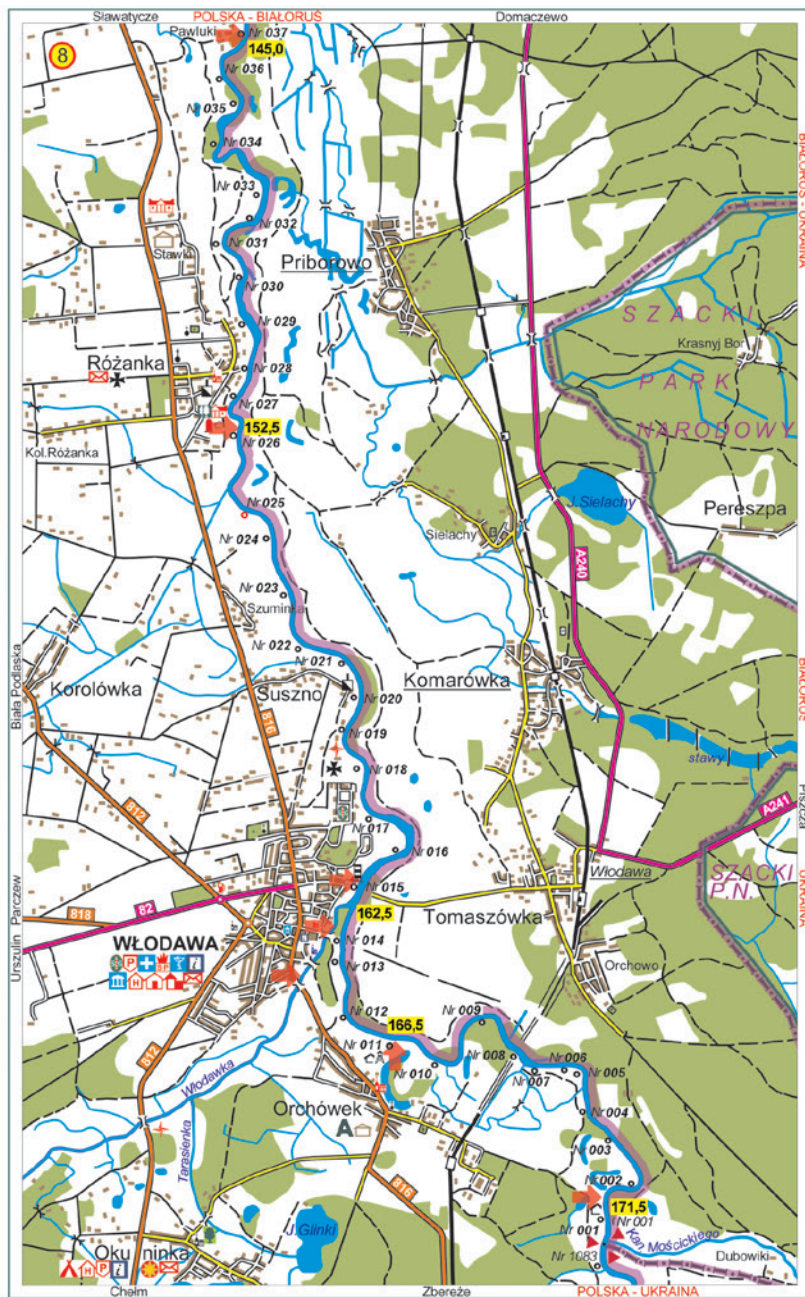 Sławatycze
POLSKA - BIAŁORUŚ
Domaczewo
8
Pawluki
Nr 037
145,0
Nr 036
Nr 035
Nr 034
Nr 033
Nr 032
Nr 031
Stawki
Priborowo
BIAŁORUŚ - UKRAINA
Nr 030
Nr 029
SZACKI
Krasnyj Bor
PARK
NARODOWY
Różanka
Nr 028
Nr 027
152,5
Nr 026
Kol.Różanka
Nr 025
Nr 024
J.Sielachy
Pereszpa
Sielachy
A240
Nr 023
Szuminka
Nr 022
Nr 021
Suszno
Korolówka
Komarówka
Biała Podlaska
BIAŁORUŚ
Nr 020
816
Nr 019
stawy
Nr 018
812
A241
Piszcza
Nr 017
Nr 016
SZACKI
P.N.
UKRAINA
Włodawa
Nr 015
82
818
162,5
Tomaszówka
Parczew
Urszulin
WŁODAWA
Nr 014
Nr 013
Orchowo
P
i
H
Nr 012
166,5
Nr 009
Nr 011
Nr 010
Nr 008
Nr 007
Nr 006
Nr 005
812
Włodawka
Orchówek
A
Nr 004
Tarasienka
Nr 003
816
Nr 002
171,5
Nr 001
Nr 001
Kan Mościckiego
J.Glinki
Okuninka
H
P
i
Nr 1083
Dubowiki
Chełm
Zbereże
POLSKA - UKRAINA